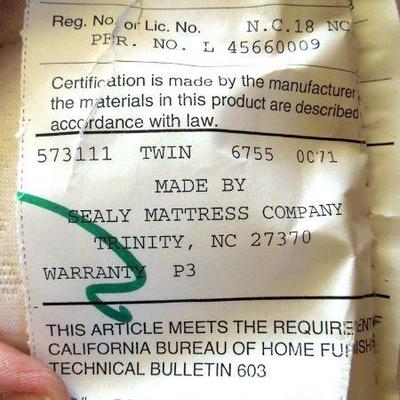 Reg. No. or Lic. No. N.C.18 NC
PER. NO. L 45660009
Certification is made by the manufacturer
the materials in this product are described
accordance with law.
573111 TWIN 6755 0071
MADE BY
SEALY MATTRESS COMPANY
TRINITY, NC 27370
WARRANTY P3
THIS ARTICLE MEETS THE REQUIREMENT
CALIFORNIA BUREAU OF HOME FURNISH
TECHNICAL BULLETIN 603